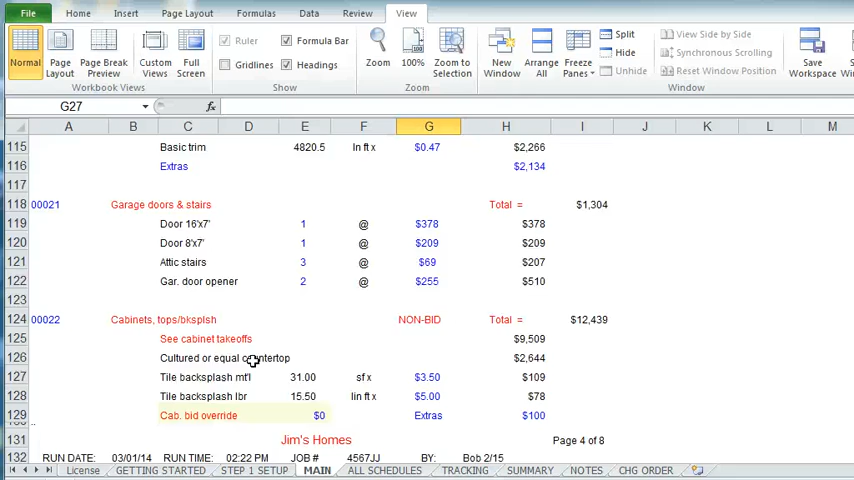 File Home Insert Page Layout Formulas Data Review View
Normal Page Layout Page Break Preview Custom Views Full Screen
Workbook Views
Ruler Formula Bar
Gridlines Headings
Show
Zoom 100% Zoom to Selection
Zoom
New Window Arrange All Freeze Panes
Split
Hide
Unhide
View Side by Side
Synchronous Scrolling
Reset Window Position
Window
Save Workspace
G27 fx
A B C D E F G H I J K L M
115 Basic trim 4820.5 ln ft x $0.47 $2,266
116 Extras $2,134
117
118 00021 Garage doors & stairs Total = $1,304
119 Door 16'x7' 1 @ $378 $378
120 Door 8'x7' 1 @ $209 $209
121 Attic stairs 3 @ $69 $207
122 Gar. door opener 2 @ $255 $510
123
124 00022 Cabinets, tops/bksplsh NON-BID Total = $12,439
125 See cabinet takeoffs $9,509
126 Cultured or equal countertop $2,644
127 Tile backsplash mt'l 31.00 sf x $3.50 $109
128 Tile backsplash lbr 15.50 lin ft x $5.00 $78
129 Cab. bid override $0 Extras $100
131 Jim's Homes Page 4 of 8
132 RUN DATE: 03/01/14 RUN TIME: 02:22 PM JOB # 4567JJ BY: Bob 2/15
License GETTING STARTED STEP 1 SETUP MAIN ALL SCHEDULES TRACKING SUMMARY NOTES CHG ORDER